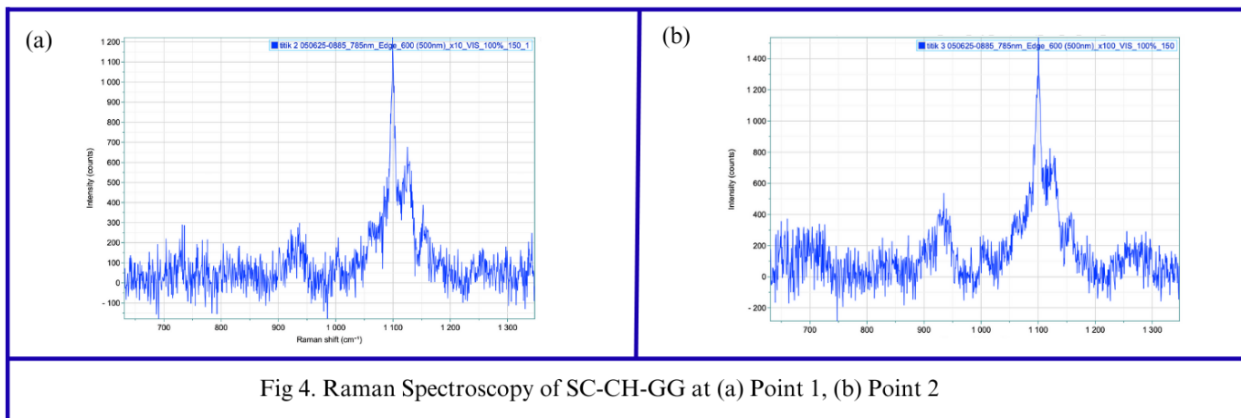 (a)
titik 2 050625-0885_785nm_Edge_600 (500nm)_x10_VIS_100%_150_1
1 200
1 100
1 000
900
800
700
600
500
400
300
200
100
0
- 100
Intensity (counts)
700 800 900 1 000 1 100 1 200 1 300
Raman shift (cm⁻¹)
(b)
titik 3 050625-0885_785nm_Edge_600 (500nm)_x100_VIS_100%_150
1 400
1 200
1 000
800
600
400
200
0
- 200
Intensity (counts)
700 800 900 1 000 1 100 1 200 1 300
Fig 4. Raman Spectroscopy of SC-CH-GG at (a) Point 1, (b) Point 2